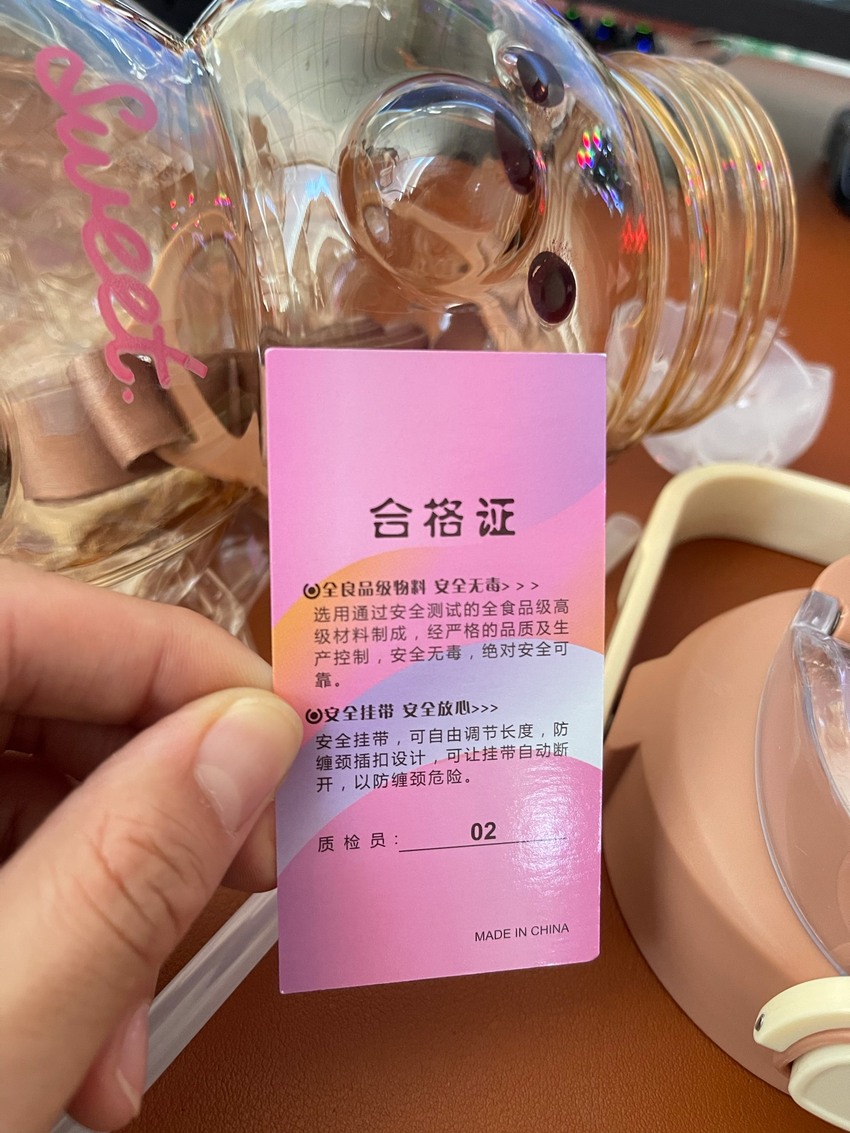 Sweet.
合格证
全良品级物料 安全无毒>>>
选用通过安全测试的全食品级高
级材料制成，经严格的品质及生
产控制，安全无毒，绝对安全可
靠。
安全挂带 安全放心>>>
安全挂带，可自由调节长度，防
缠颈插扣设计，可让挂带自动断
开，以防缠颈危险。
质检员：02
MADE IN CHINA